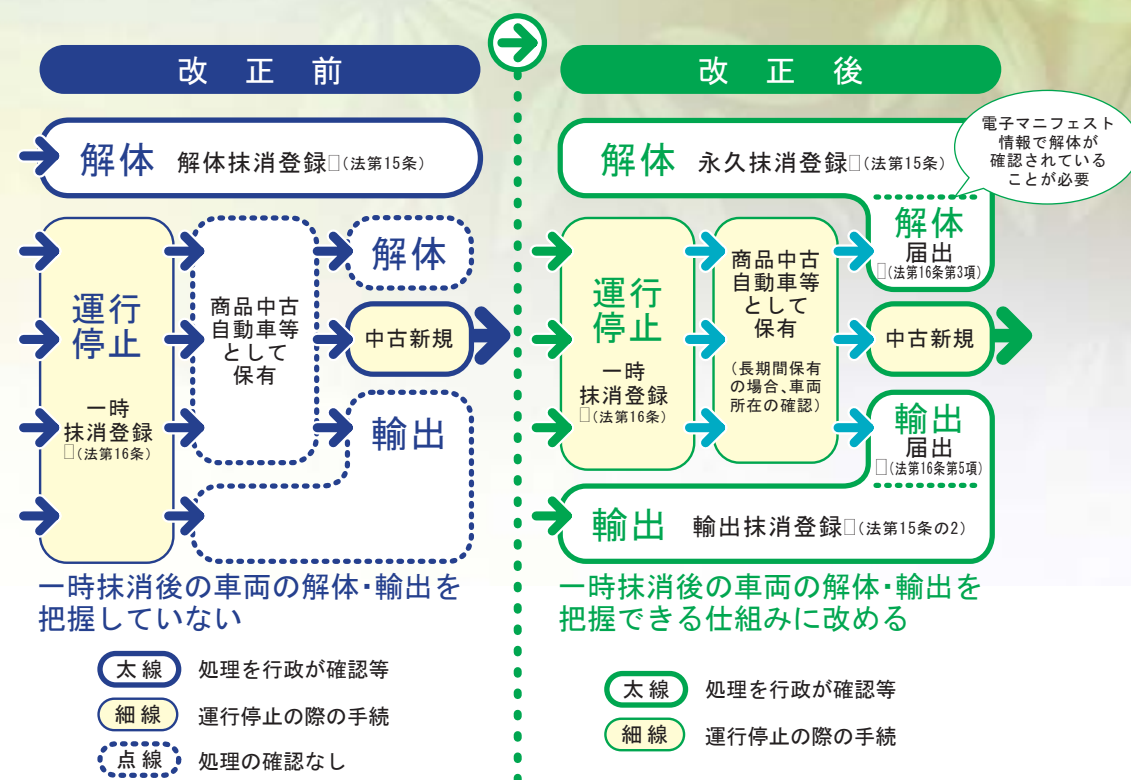 改正前
解体 解体抹消登録□(法第15条)
運行
停止
一時
抹消登録
□(法第16条)
商品中古
自動車等
として
保有
解体
中古新規
輸出
一時抹消後の車両の解体・輸出を
把握していない
太線 処理を行政が確認等
細線 運行停止の際の手続
点線 処理の確認なし
改正後
電子マニフェスト
情報で解体が
確認されている
ことが必要
解体 永久抹消登録□(法第15条)
運行
停止
一時
抹消登録
□(法第16条)
商品中古
自動車等
として
保有
(長期間保有
の場合、車両
所在の確認)
解体
届出
□(法第16条第3項)
中古新規
輸出
届出
□(法第16条第5項)
輸出 輸出抹消登録□(法第15条の2)
一時抹消後の車両の解体・輸出を
把握できる仕組みに改める
太線 処理を行政が確認等
細線 運行停止の際の手続